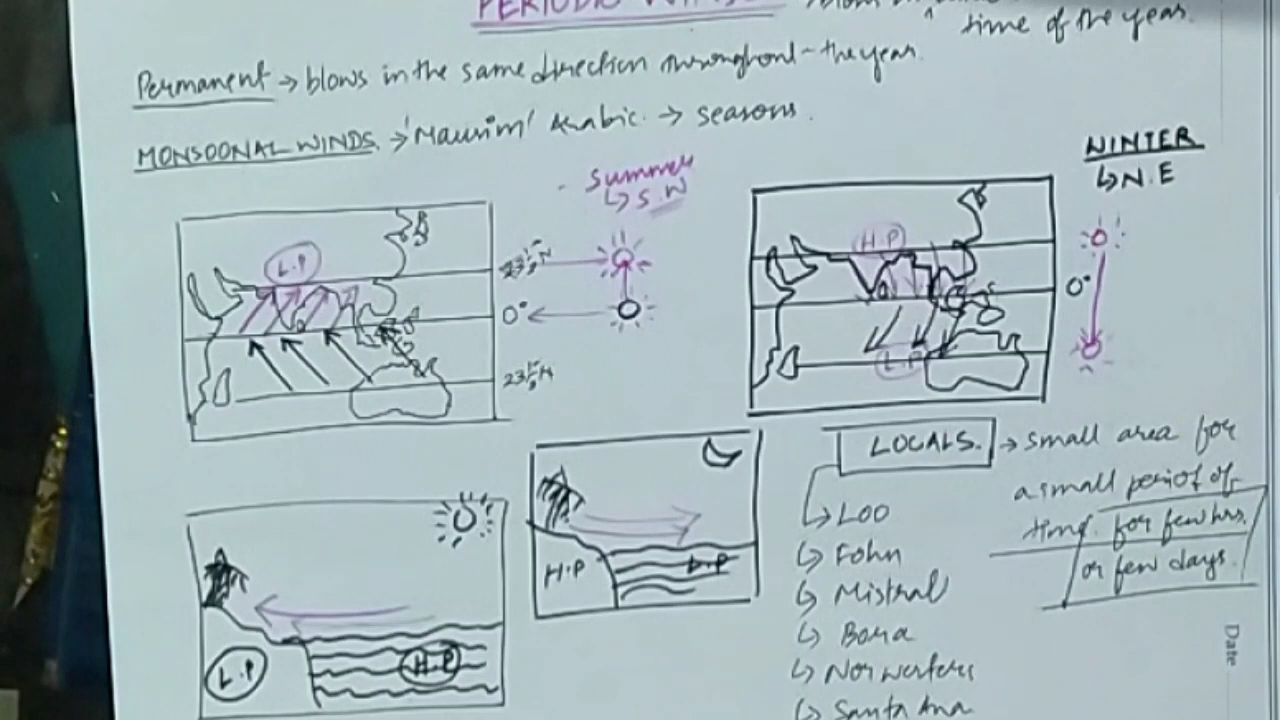 PERIODIC WINDS
time of the year.
Permanent → blows in the same direction throughout the year.
MONSOONAL WINDS → 'Mausim' Arabic → seasons.
Summer
↳ S.W
WINTER
↳ N.E
L.P
23½°N
0°
H.P
0°
L.P
LOCALS. → small area for
a small period of
time. for few hrs.
or few days.
↳ LOO
↳ Fohn
↳ Mistral
↳ Bora
↳ Norwesters
↳ Santa Ana
H.P
L.P
L.P
H.P
Date